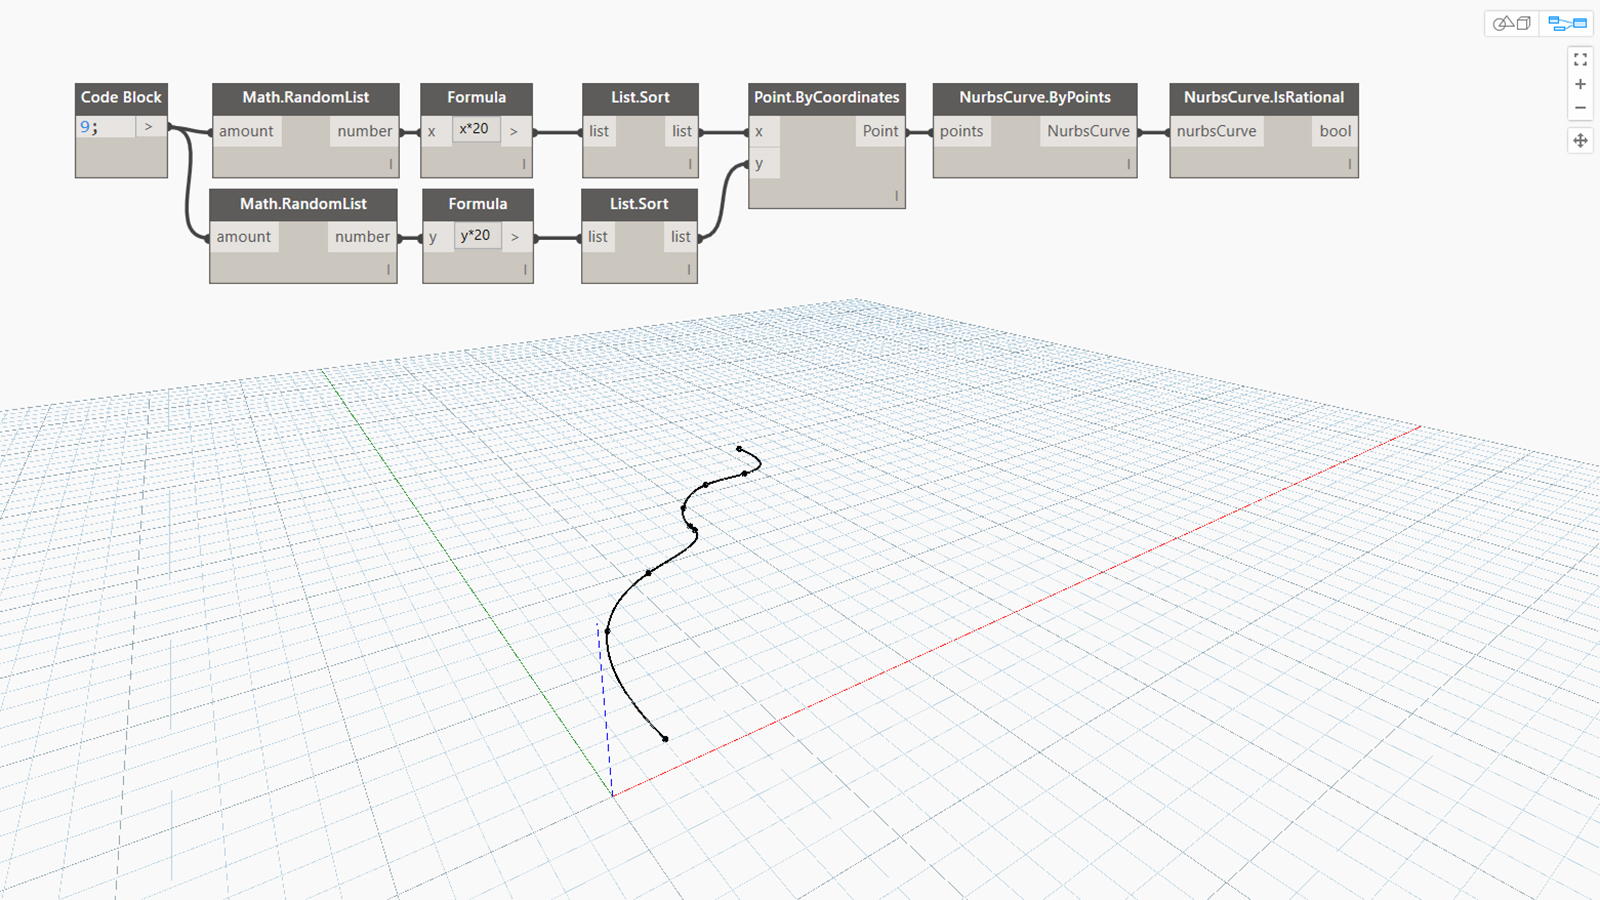 Code Block
9; >
Math.RandomList
amount number
Formula
x x*20 >
List.Sort
list list
Point.ByCoordinates
x Point
y
NurbsCurve.ByPoints
points NurbsCurve
NurbsCurve.IsRational
nurbsCurve bool
Math.RandomList
amount number
Formula
y y*20 >
List.Sort
list list